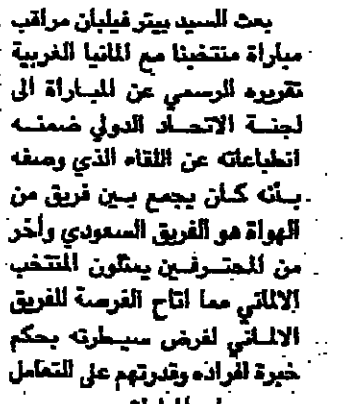 بعث السيد بيتر فيلبان مراقب
مباراة منتخبنا مع المانيا الغربية
تقريره الرسمي عن المباراة الى
لجنة الاتحاد الدولي ضمنه
انطباعاته عن اللقاء الذي وصفه
بأنه كان يجمع بين فريق من
الهواة هو الفريق السعودي وأخر
من المحترفين يمثلون المنتخب
الالماني مما اتاح الفرصة للفريق
الالماني لفرض سيطرته بحكم
خبرة افراده وقدرتهم على التعامل